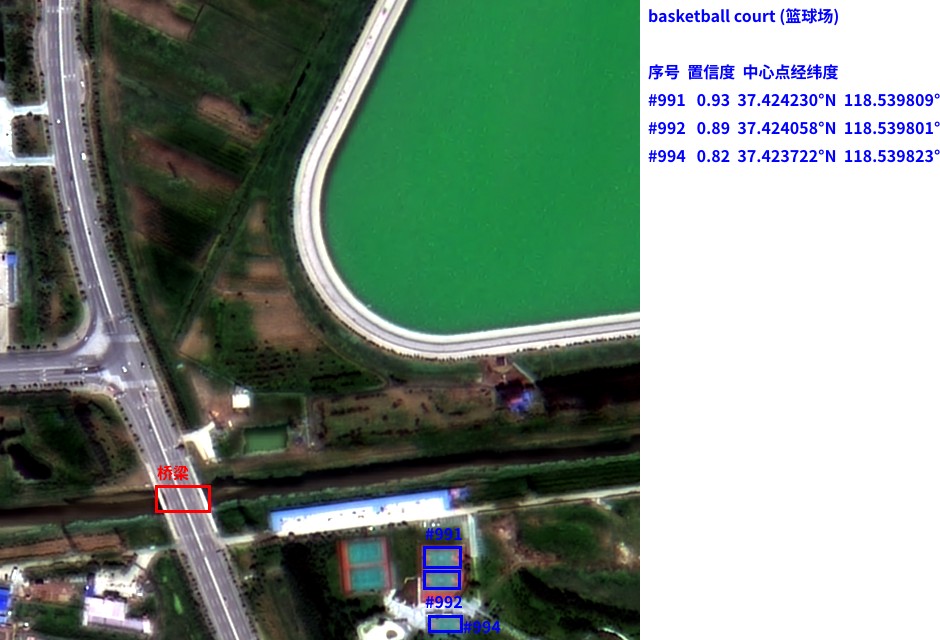 basketball court (篮球场)
序号 置信度 中心点经纬度
#991 0.93 37.424230°N 118.539809°
#992 0.89 37.424058°N 118.539801°
#994 0.82 37.423722°N 118.539823°
桥梁
#991
#992
#994